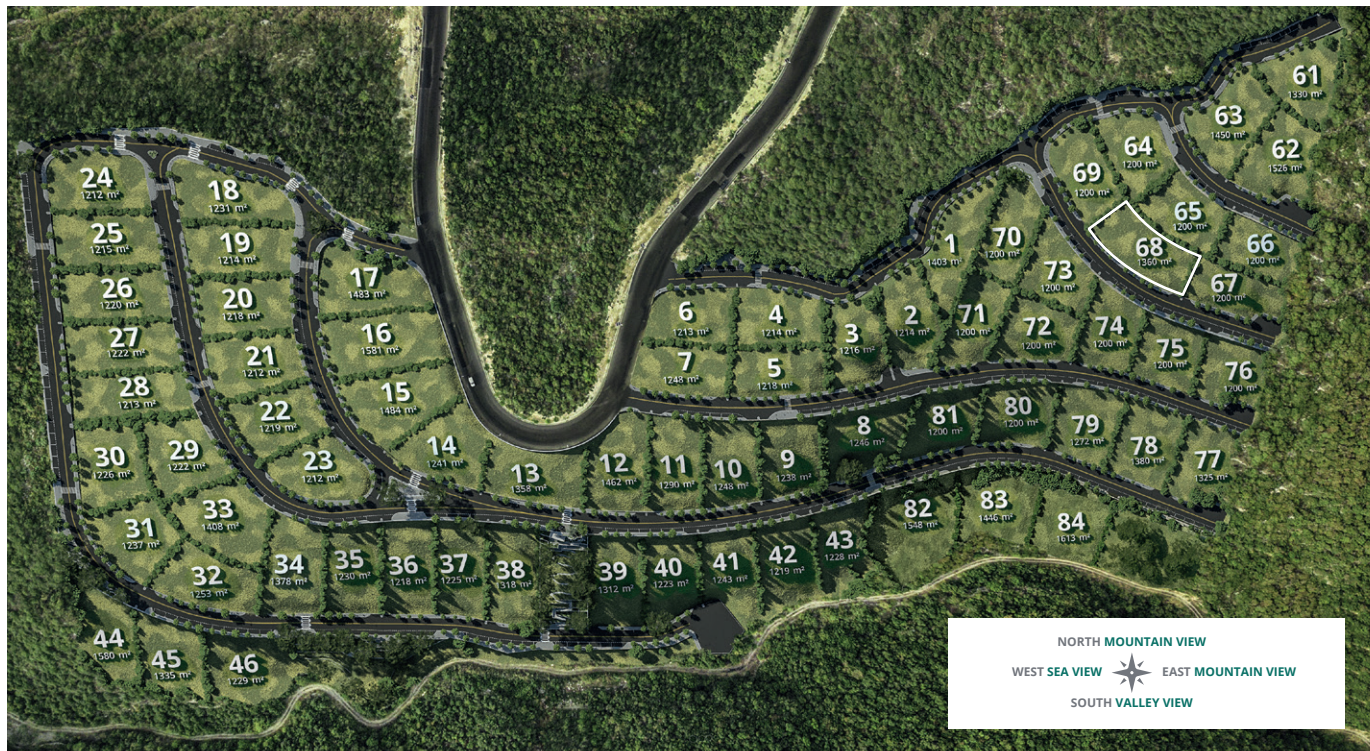 61
1330 m²
63
1450 m²
62
1526 m²
64
1200 m²
69
1200 m²
65
1200 m²
66
1200 m²
68
1360 m²
67
1200 m²
24
1212 m²
18
1231 m²
25
1215 m²
19
1214 m²
17
1483 m²
26
1220 m²
20
1218 m²
27
1222 m²
21
1212 m²
16
1581 m²
28
1213 m²
22
1219 m²
15
1484 m²
30
1226 m²
29
1222 m²
23
1212 m²
14
1241 m²
13
1358 m²
31
1237 m²
33
1408 m²
32
1253 m²
34
1378 m²
35
1230 m²
36
1218 m²
37
1225 m²
38
1318 m²
44
1580 m²
45
1335 m²
46
1229 m²
1
1403 m²
70
1200 m²
73
1200 m²
6
1213 m²
4
1214 m²
3
1216 m²
2
1214 m²
71
1200 m²
72
1200 m²
74
1200 m²
75
1200 m²
76
1200 m²
7
1248 m²
5
1218 m²
12
1462 m²
11
1290 m²
10
1248 m²
9
1238 m²
8
1246 m²
81
1200 m²
80
1200 m²
79
1272 m²
78
1380 m²
77
1325 m²
39
1312 m²
40
1223 m²
41
1243 m²
42
1219 m²
43
1228 m²
82
1548 m²
83
1446 m²
84
1613 m²
NORTH MOUNTAIN VIEW
WEST SEA VIEW EAST MOUNTAIN VIEW
SOUTH VALLEY VIEW